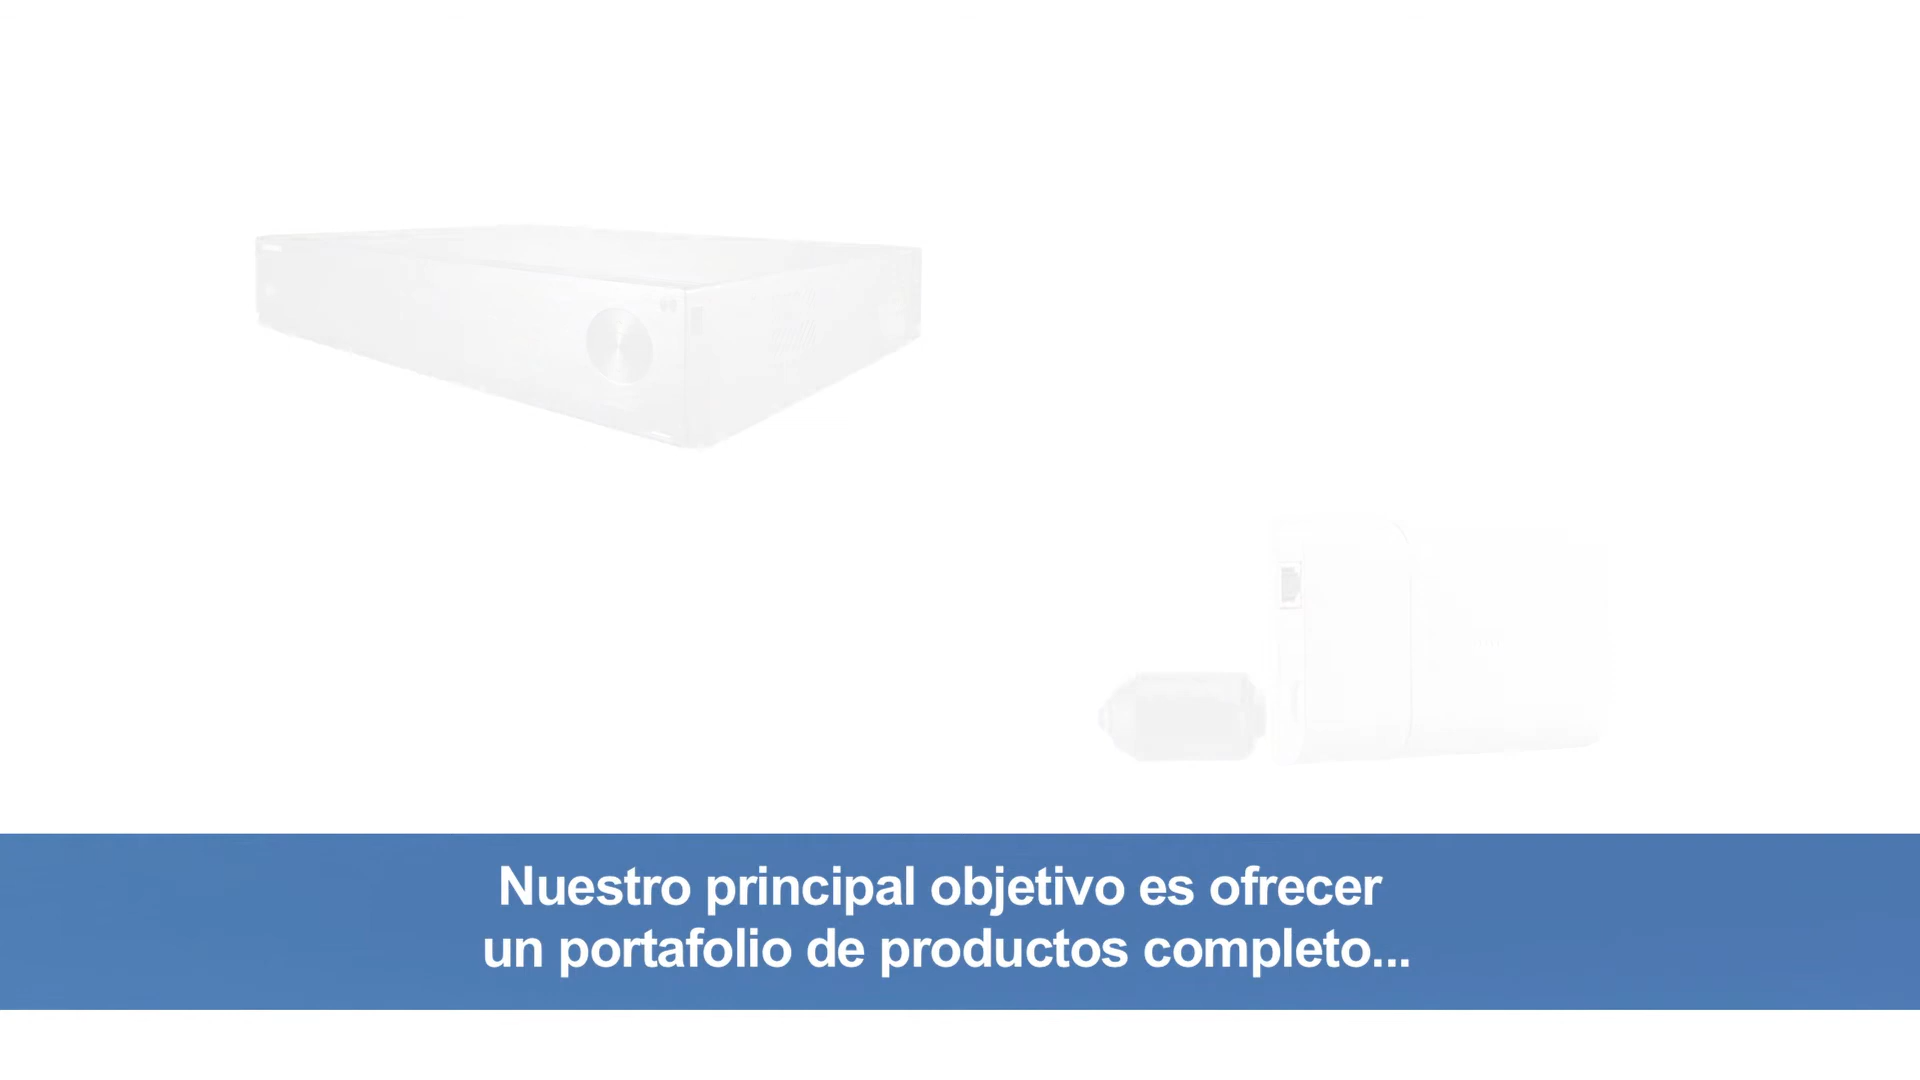 Nuestro principal objetivo es ofrecer
un portafolio de productos completo...